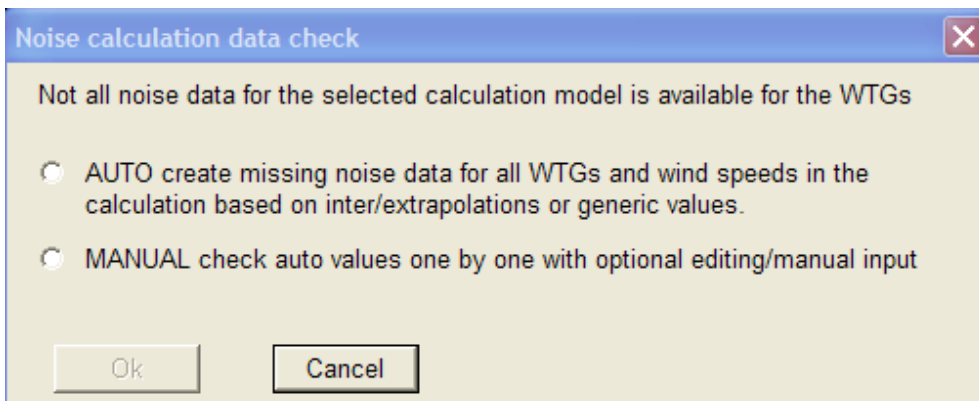 Noise calculation data check
Not all noise data for the selected calculation model is available for the WTGs
AUTO create missing noise data for all WTGs and wind speeds in the
calculation based on inter/extrapolations or generic values.
MANUAL check auto values one by one with optional editing/manual input
Ok
Cancel